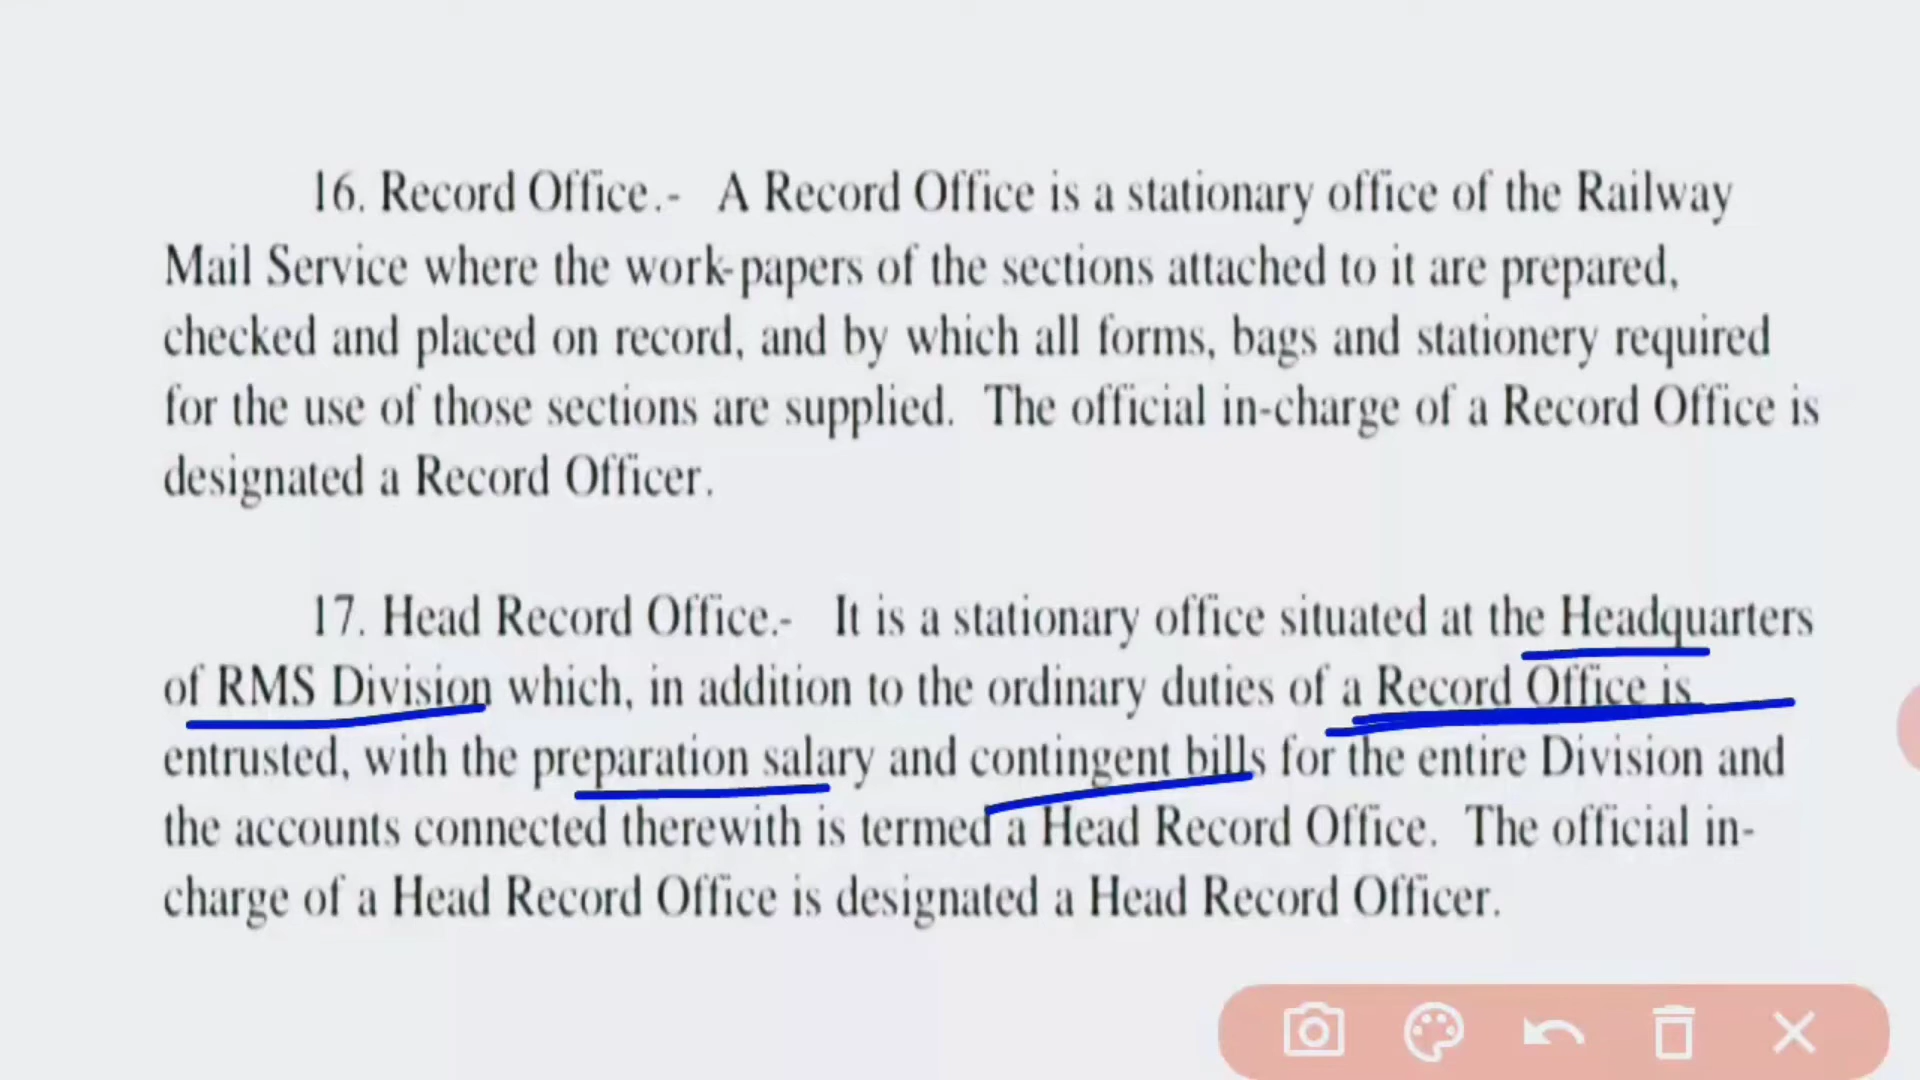 16. Record Office.- A Record Office is a stationary office of the Railway
Mail Service where the work-papers of the sections attached to it are prepared,
checked and placed on record, and by which all forms, bags and stationery required
for the use of those sections are supplied. The official in-charge of a Record Office is
designated a Record Officer.
17. Head Record Office.- It is a stationary office situated at the Headquarters
of RMS Division which, in addition to the ordinary duties of a Record Office is
entrusted, with the preparation salary and contingent bills for the entire Division and
the accounts connected therewith is termed a Head Record Office. The official in-
charge of a Head Record Office is designated a Head Record Officer.